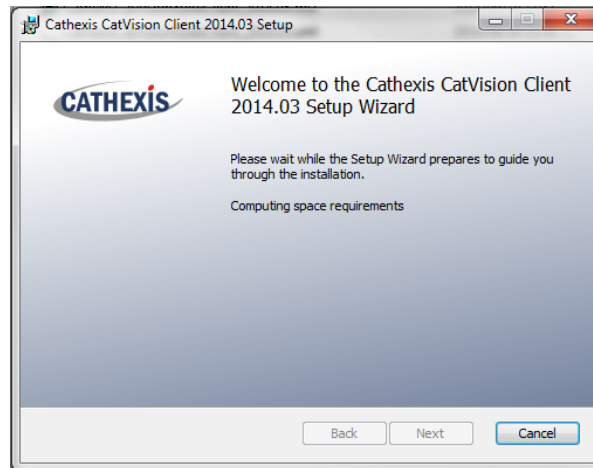 Cathexis CatVision Client 2014.03 Setup
CATHEXIS
Welcome to the Cathexis CatVision Client
2014.03 Setup Wizard
Please wait while the Setup Wizard prepares to guide you
through the installation.
Computing space requirements
Back Next Cancel